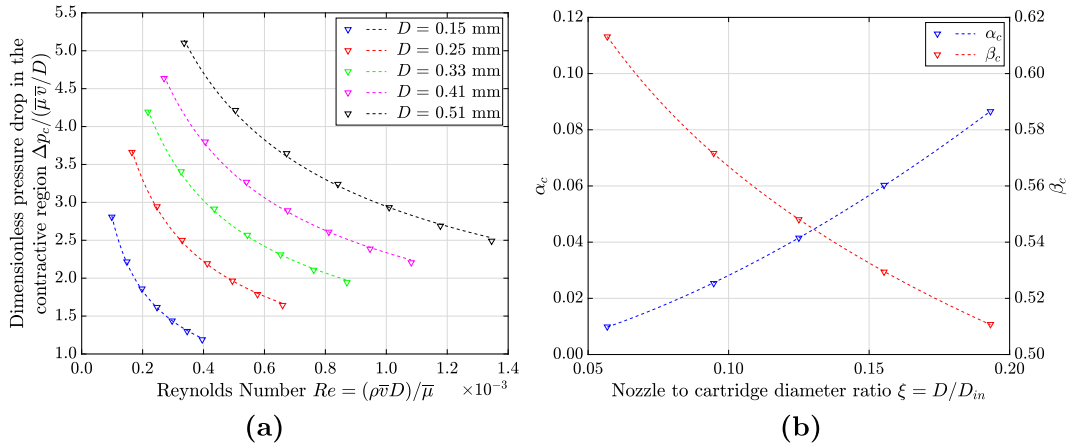 Dimensionless pressure drop in the
contractive region Δp_c/(μ̅ v̅/D)
5.5
5.0
4.5
4.0
3.5
3.0
2.5
2.0
1.5
1.0
0.0 0.2 0.4 0.6 0.8 1.0 1.2 1.4
Reynolds Number Re = (ρv̅D)/μ̅ ×10⁻³
D = 0.15 mm
D = 0.25 mm
D = 0.33 mm
D = 0.41 mm
D = 0.51 mm
(a)
α_c
0.12
0.10
0.08
0.06
0.04
0.02
0.00
0.05 0.10 0.15 0.20
Nozzle to cartridge diameter ratio ξ = D/D_in
α_c
β_c
0.62
0.60
0.58
0.56
0.54
0.52
0.50
β_c
(b)